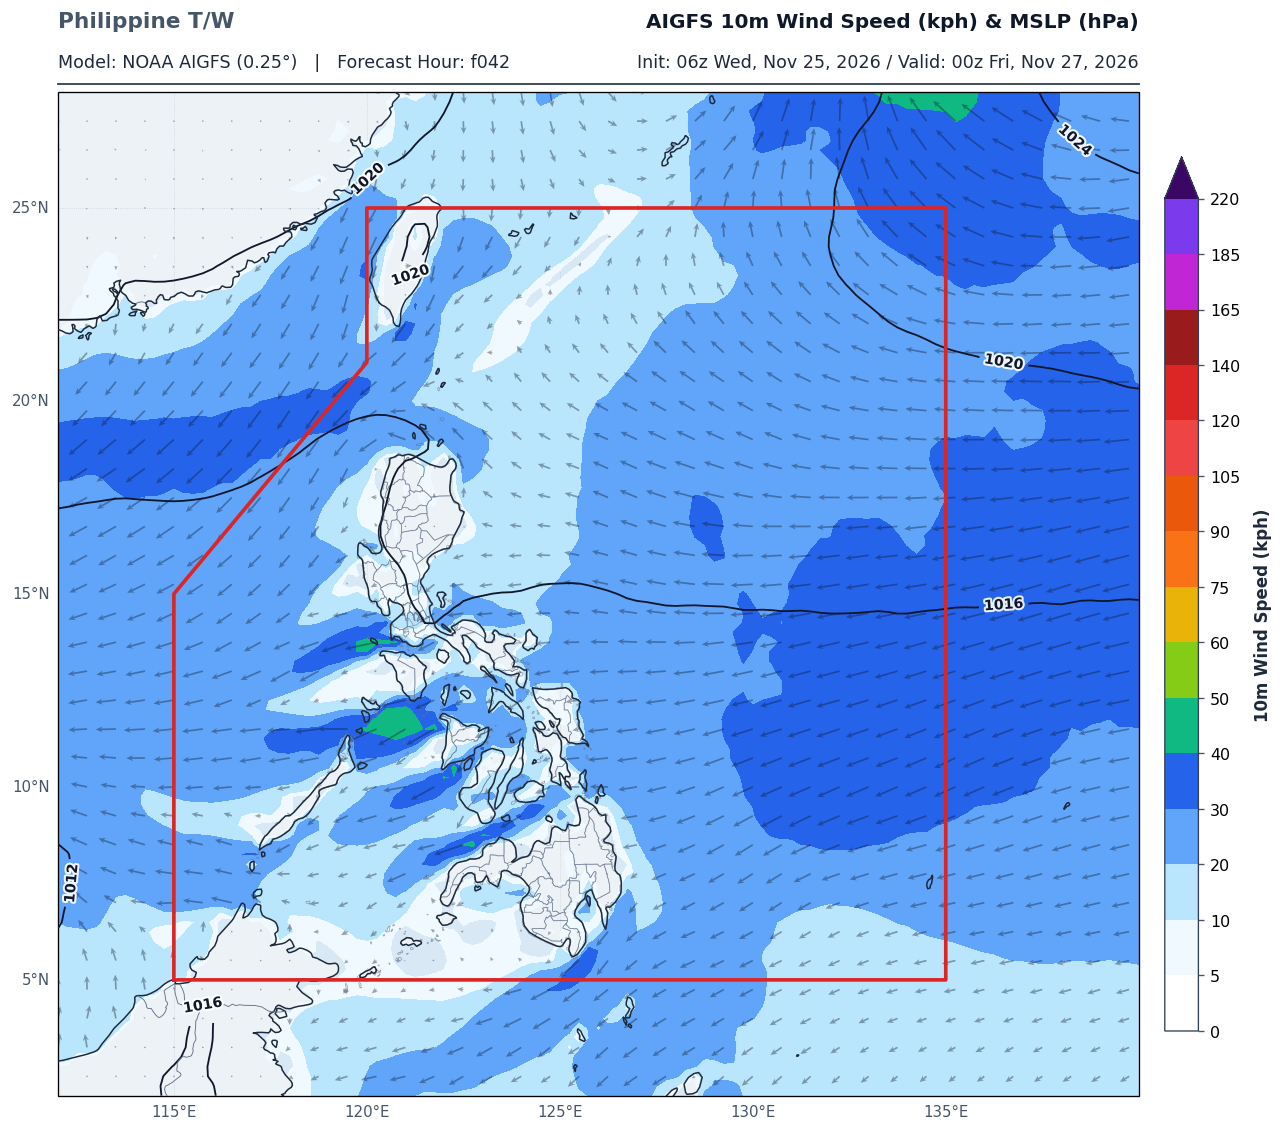 Philippine T/W
AIGFS 10m Wind Speed (kph) & MSLP (hPa)
Model: NOAA AIGFS (0.25°) | Forecast Hour: f042
Init: 06z Wed, Nov 25, 2026 / Valid: 00z Fri, Nov 27, 2026
1024
1020
1020
1020
1016
1012
1016
25°N
20°N
15°N
10°N
5°N
115°E
120°E
125°E
130°E
135°E
220
185
165
140
120
105
90
75
60
50
40
30
20
10
5
0
10m Wind Speed (kph)